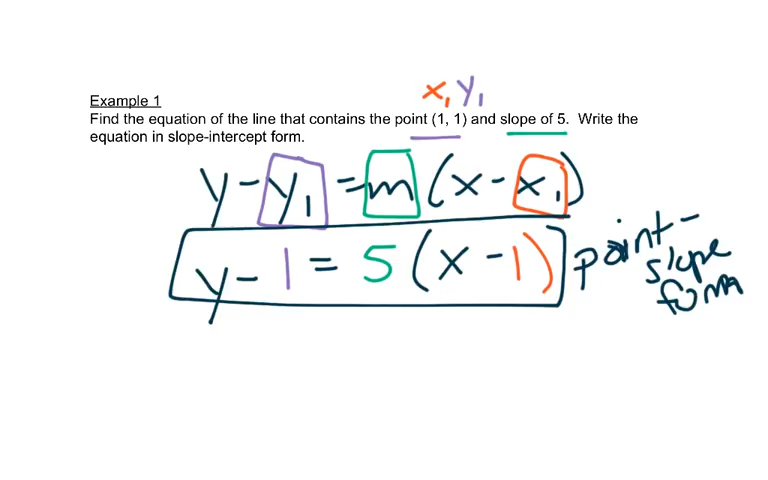 Example 1
x₁ y₁
Find the equation of the line that contains the point (1, 1) and slope of 5. Write the
equation in slope-intercept form.
y - y₁ = m (x - x₁)
y - 1 = 5 (x - 1)
point -
slope
form